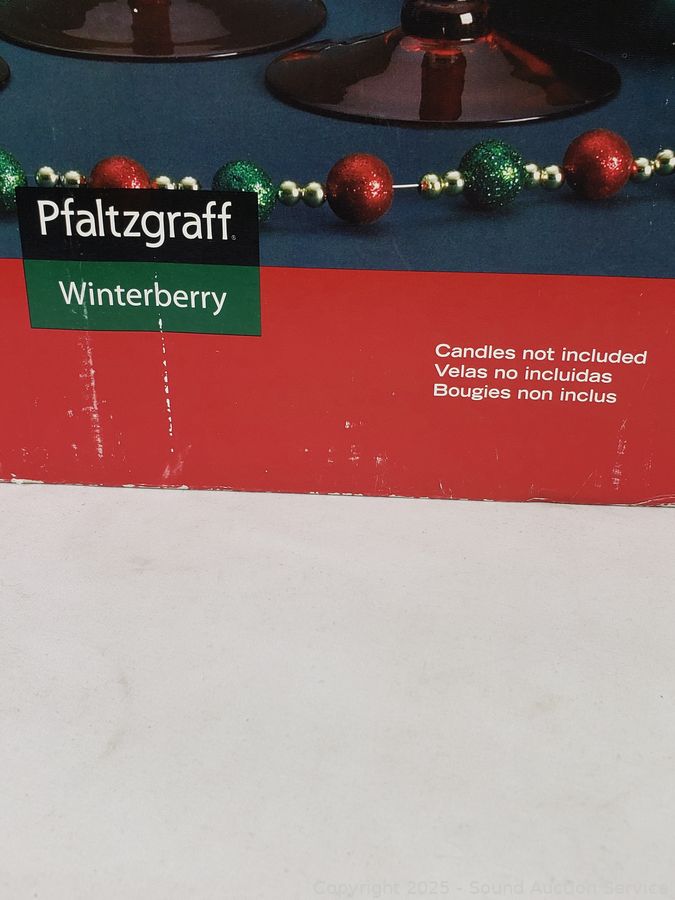 Pfaltzgraff
Winterberry
Candles not included
Velas no incluidas
Bougies non inclus
Copyright 2025 - Sound Auction Service